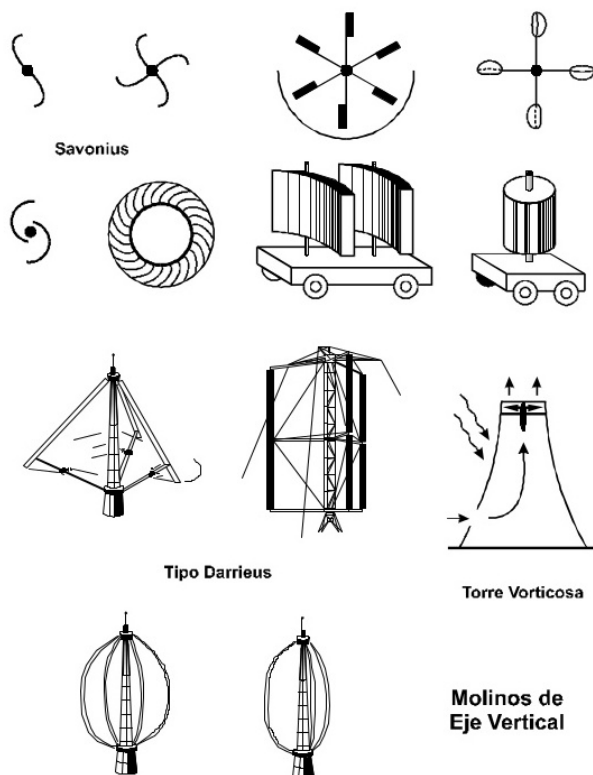 Savonius
Tipo Darrieus
Torre Vorticosa
Molinos de
Eje Vertical